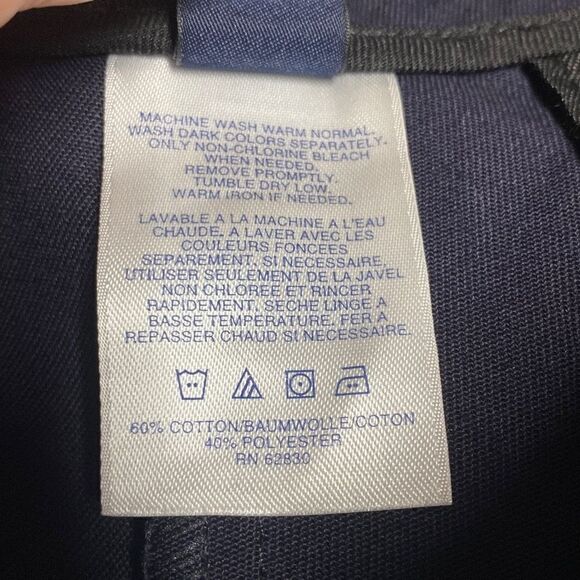 MACHINE WASH WARM NORMAL.
WASH DARK COLORS SEPARATELY.
ONLY NON-CHLORINE BLEACH
WHEN NEEDED.
REMOVE PROMPTLY.
TUMBLE DRY LOW.
WARM IRON IF NEEDED.
LAVABLE A LA MACHINE A L'EAU
CHAUDE. A LAVER AVEC LES
COULEURS FONCEES
SEPAREMENT. SI NECESSAIRE,
UTILISER SEULEMENT DE LA JAVEL
NON CHLOREE ET RINCER
RAPIDEMENT. SECHE LINGE A
BASSE TEMPERATURE. FER A
REPASSER CHAUD SI NECESSAIRE.
60% COTTON/BAUMWOLLE/COTON
40% POLYESTER
RN 62830